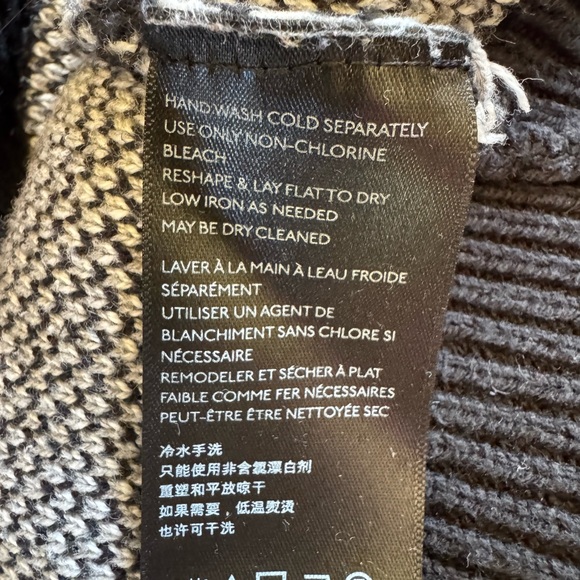 HAND WASH COLD SEPARATELY
USE ONLY NON-CHLORINE
BLEACH
RESHAPE & LAY FLAT TO DRY
LOW IRON AS NEEDED
MAY BE DRY CLEANED
LAVER À LA MAIN À LEAU FROIDE
SÉPARÉMENT
UTILISER UN AGENT DE
BLANCHIMENT SANS CHLORE SI
NÉCESSAIRE
REMODELER ET SÉCHER À PLAT
FAIBLE COMME FER NÉCESSAIRES
PEUT-ÊTRE ÊTRE NETTOYÉE SEC
冷水手洗
只能使用非含氯漂白剂
重塑和平放晾干
如果需要，低温熨烫
也许可干洗